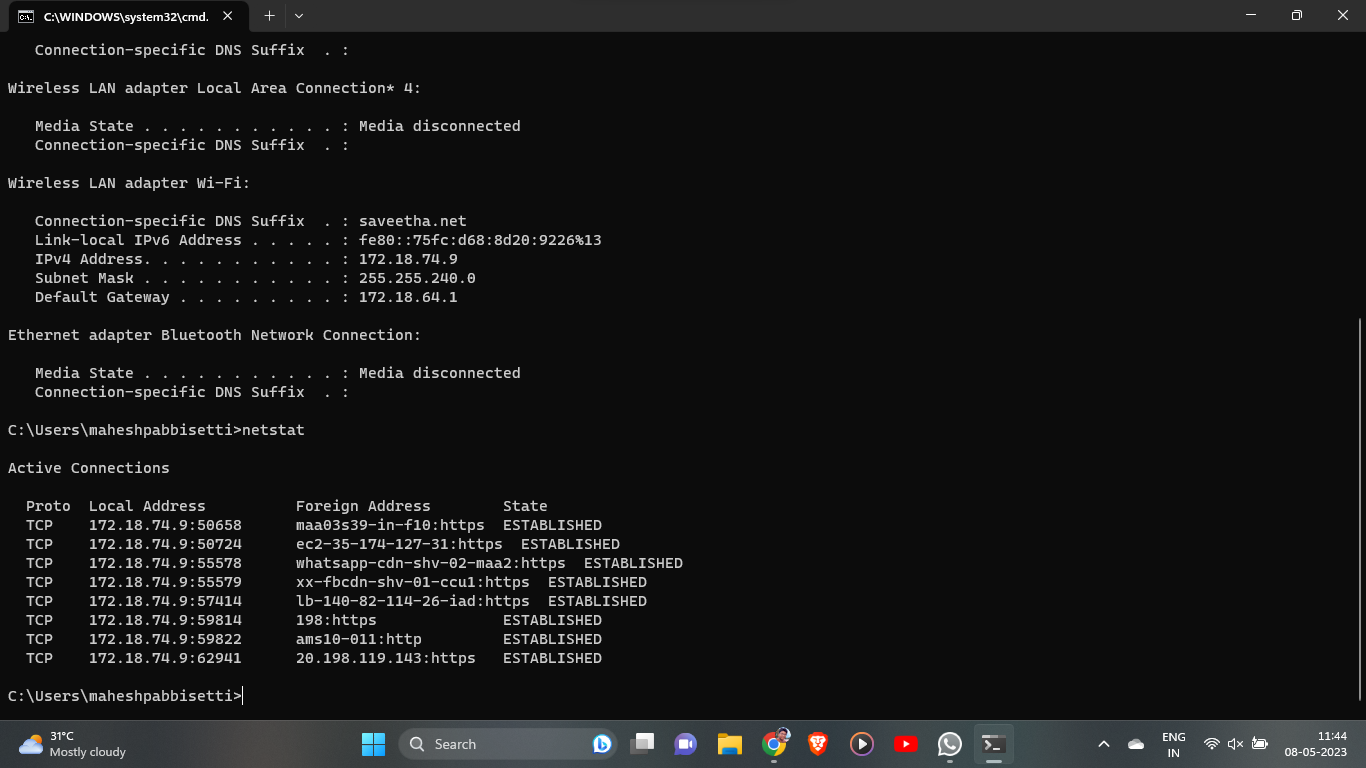 C:\WINDOWS\system32\cmd.
   Connection-specific DNS Suffix  . :
Wireless LAN adapter Local Area Connection* 4:
   Media State . . . . . . . . . . . : Media disconnected
   Connection-specific DNS Suffix  . :
Wireless LAN adapter Wi-Fi:
   Connection-specific DNS Suffix  . : saveetha.net
   Link-local IPv6 Address . . . . . : fe80::75fc:d68:8d20:9226%13
   IPv4 Address. . . . . . . . . . . : 172.18.74.9
   Subnet Mask . . . . . . . . . . . : 255.255.240.0
   Default Gateway . . . . . . . . . : 172.18.64.1
Ethernet adapter Bluetooth Network Connection:
   Media State . . . . . . . . . . . : Media disconnected
   Connection-specific DNS Suffix  . :
C:\Users\maheshpabbisetti>netstat
Active Connections
  Proto  Local Address          Foreign Address        State
  TCP    172.18.74.9:50658      maa03s39-in-f10:https  ESTABLISHED
  TCP    172.18.74.9:50724      ec2-35-174-127-31:https  ESTABLISHED
  TCP    172.18.74.9:55578      whatsapp-cdn-shv-02-maa2:https  ESTABLISHED
  TCP    172.18.74.9:55579      xx-fbcdn-shv-01-ccu1:https  ESTABLISHED
  TCP    172.18.74.9:57414      lb-140-82-114-26-iad:https  ESTABLISHED
  TCP    172.18.74.9:59814      198:https              ESTABLISHED
  TCP    172.18.74.9:59822      ams10-011:http         ESTABLISHED
  TCP    172.18.74.9:62941      20.198.119.143:https   ESTABLISHED
C:\Users\maheshpabbisetti>
31°C
Mostly cloudy
Search
ENG
IN
11:44
08-05-2023